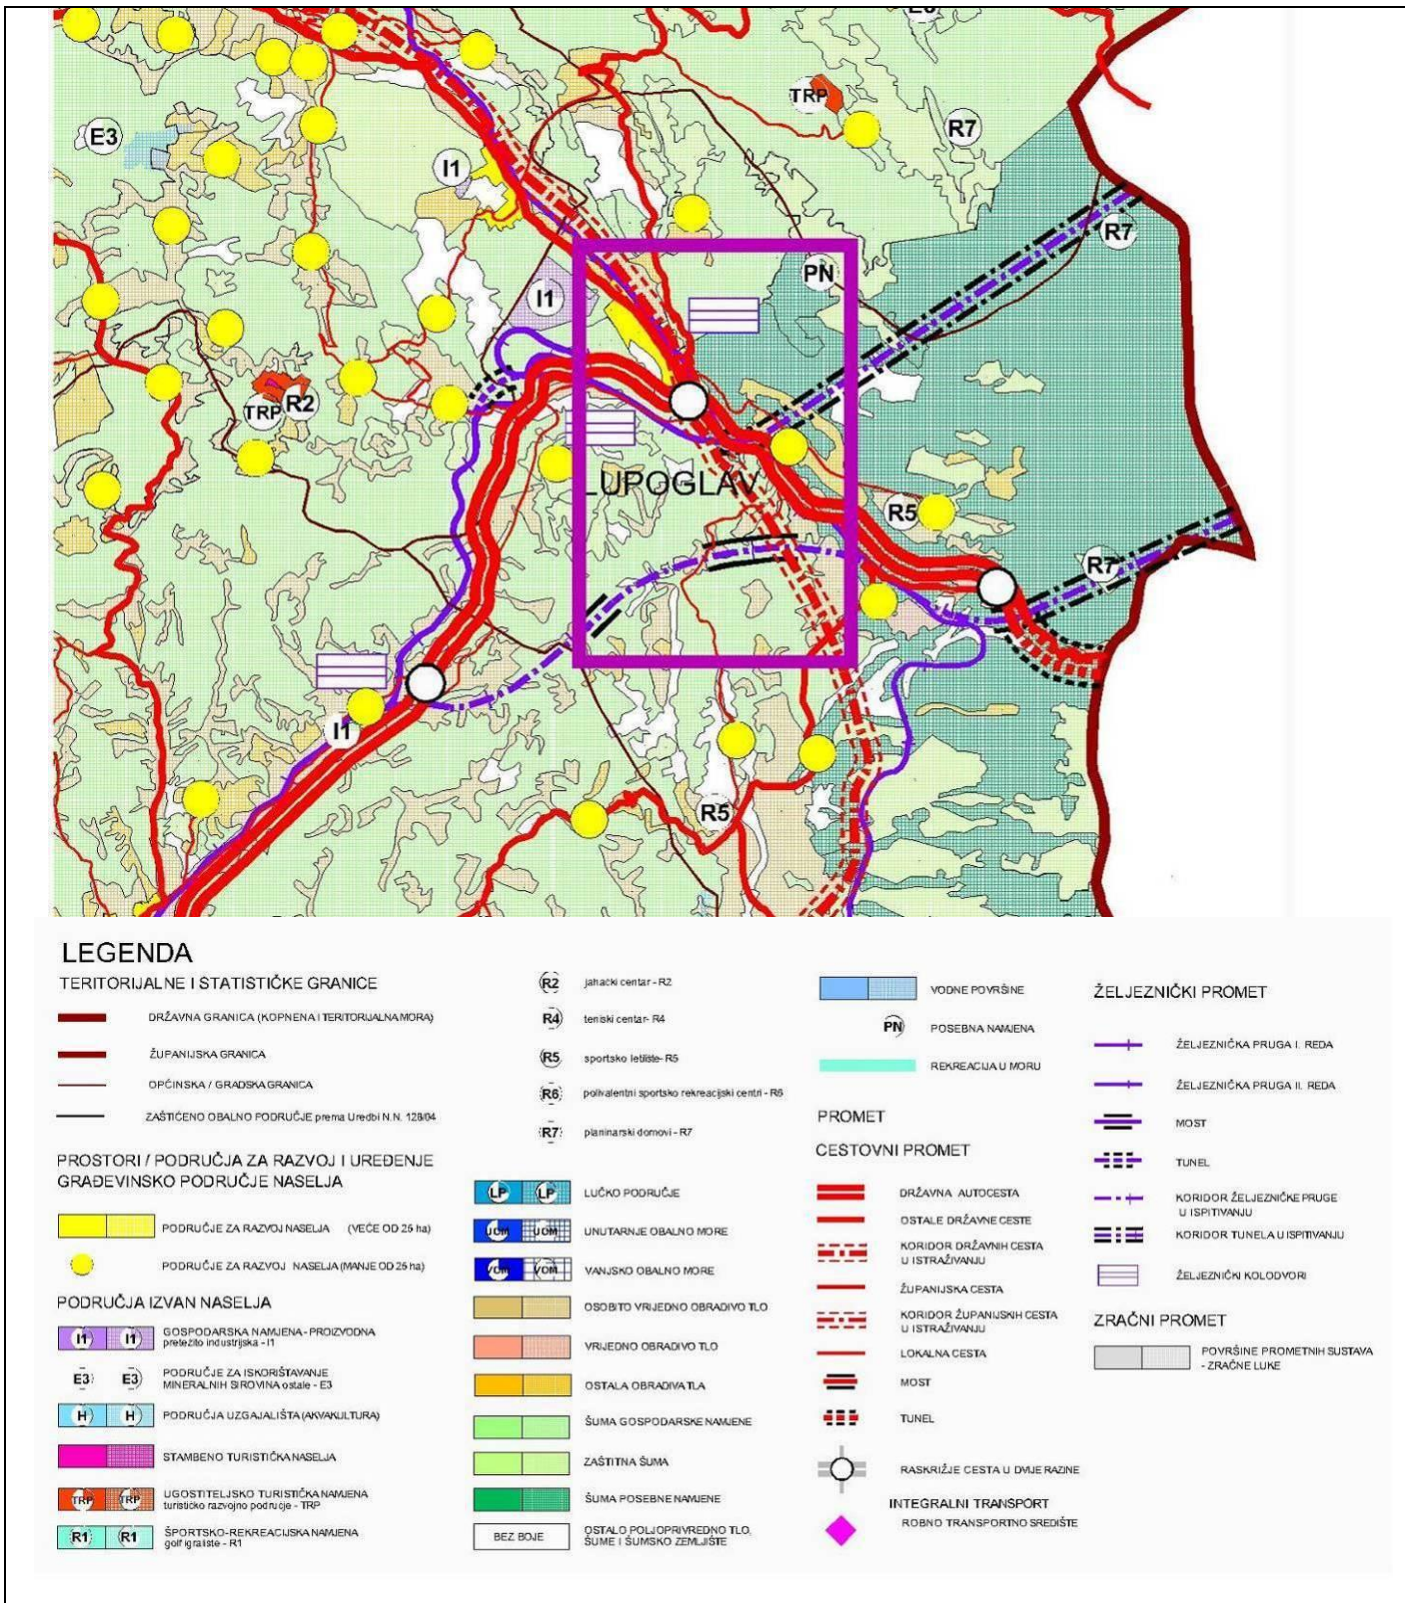 E3
TRP
R7
E3
I1
R7
PN
I1
TRP
R2
LUPOGLAV
R5
R7
I1
R5
LEGENDA
TERITORIJALNE I STATISTIČKE GRANICE
DRŽAVNA GRANICA (KOPNENA I TERITORIJALNA MORA)
ŽUPANIJSKA GRANICA
OPĆINSKA / GRADSKA GRANICA
ZAŠTIĆENO OBALNO PODRUČJE prema Uredbi N.N. 128/04
PROSTORI / PODRUČJA ZA RAZVOJ I UREĐENJE
GRAĐEVINSKO PODRUČJE NASELJA
PODRUČJE ZA RAZVOJ NASELJA (VEĆE OD 25 ha)
PODRUČJE ZA RAZVOJ NASELJA (MANJE OD 25 ha)
PODRUČJA IZVAN NASELJA
I1 I1 GOSPODARSKA NAMJENA - PROIZVODNA
pretežito industrijska - I1
E3 E3 PODRUČJE ZA ISKORIŠTAVANJE
MINERALNIH SIROVINA ostale - E3
H H PODRUČJA UZGAJALIŠTA (AKVAKULTURA)
STAMBENO TURISTIČKA NASELJA
TRP TRP UGOSTITELJSKO TURISTIČKA NAMJENA
turističko razvojno područje - TRP
R1 R1 ŠPORTSKO-REKREACIJSKA NAMJENA
golf igralište - R1
R2 jahački centar - R2
R4 teniski centar- R4
R5 sportsko letilište- R5
R6 polivalentni sportsko rekreacijski centri - R6
R7 planinarski domovi - R7
LP LP LUČKO PODRUČJE
UOM UOM UNUTARNJE OBALNO MORE
VOM VOM VANJSKO OBALNO MORE
OSOBITO VRIJEDNO OBRADIVO TLO
VRIJEDNO OBRADIVO TLO
OSTALA OBRADIVA TLA
ŠUMA GOSPODARSKE NAMJENE
ZAŠTITNA ŠUMA
ŠUMA POSEBNE NAMJENE
BEZ BOJE OSTALO POLJOPRIVREDNO TLO,
ŠUME I ŠUMSKO ZEMLJIŠTE
VODNE POVRŠINE
PN POSEBNA NAMJENA
REKREACIJA U MORU
PROMET
CESTOVNI PROMET
DRŽAVNA AUTOCESTA
OSTALE DRŽAVNE CESTE
KORIDOR DRŽAVNIH CESTA
U ISTRAŽIVANJU
ŽUPANIJSKA CESTA
KORIDOR ŽUPANIJSKIH CESTA
U ISTRAŽIVANJU
LOKALNA CESTA
MOST
TUNEL
RASKRIŽJE CESTA U DVIJE RAZINE
INTEGRALNI TRANSPORT
ROBNO TRANSPORTNO SREDIŠTE
ŽELJEZNIČKI PROMET
ŽELJEZNIČKA PRUGA I. REDA
ŽELJEZNIČKA PRUGA II. REDA
MOST
TUNEL
KORIDOR ŽELJEZNIČKE PRUGE
U ISPITIVANJU
KORIDOR TUNELA U ISPITIVANJU
ŽELJEZNIČKI KOLODVORI
ZRAČNI PROMET
POVRŠINE PROMETNIH SUSTAVA
- ZRAČNE LUKE